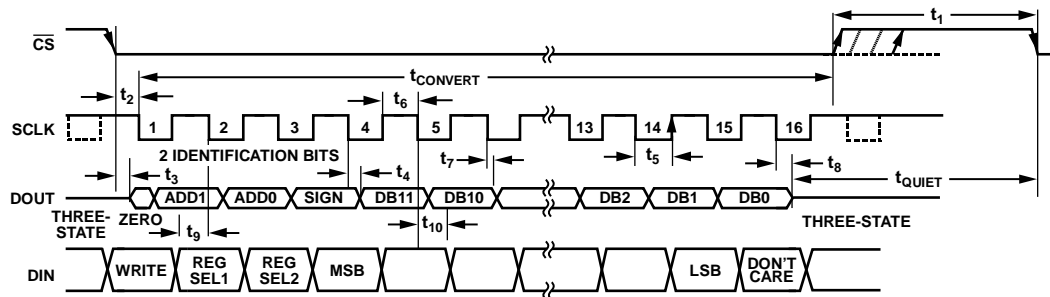 t1
CS
tCONVERT
t2
t6
SCLK
1 2 3 4 5 13 14 15 16
2 IDENTIFICATION BITS
t3
t4
t7
t5
t8
tQUIET
DOUT
ZERO ADD1 ADD0 SIGN DB11 DB10 DB2 DB1 DB0
THREE-
STATE
THREE-STATE
t9
t10
DIN
WRITE
REG
SEL1
REG
SEL2
MSB
LSB
DON'T
CARE